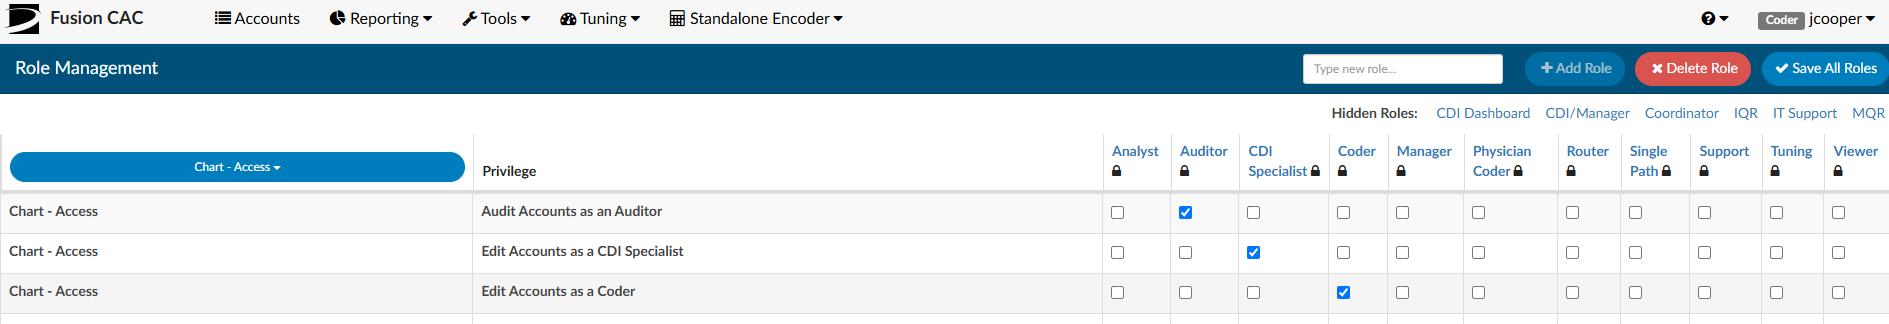 Fusion CAC Accounts Reporting Tools Tuning Standalone Encoder Coder jcooper
Role Management Type new role... Add Role Delete Role Save All Roles
Hidden Roles: CDI Dashboard CDI/Manager Coordinator IQR IT Support MQR
Chart - Access Privilege Analyst Auditor CDI Specialist Coder Manager Physician Coder Router Single Path Support Tuning Viewer
Chart - Access Audit Accounts as an Auditor
Chart - Access Edit Accounts as a CDI Specialist
Chart - Access Edit Accounts as a Coder